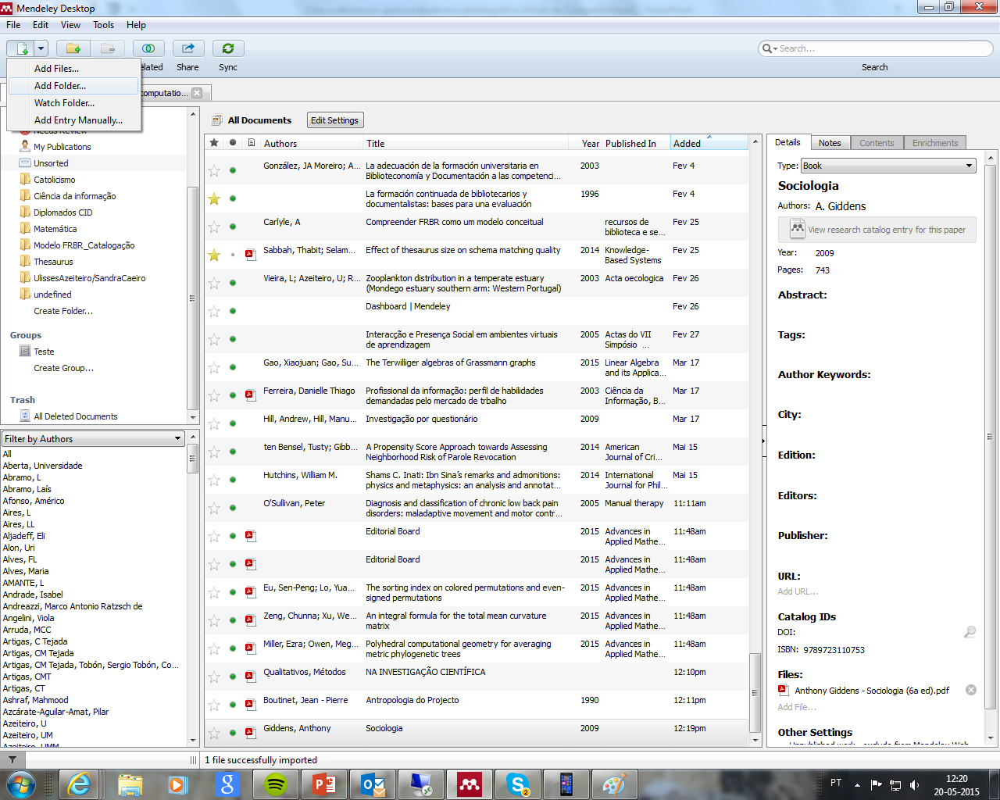 Mendeley Desktop
File Edit View Tools Help
Search...
elated Share Sync Search
Add Files...
Add Folder...
Watch Folder...
Add Entry Manually...
computatio...
Needs Review
My Publications
Unsorted
Catolicismo
Ciência da informação
Diplomados CID
Matemática
Modelo FRBR_Catalogação
Thesaurus
UlissesAzeiteiro/SandraCaeiro
undefined
Create Folder...
Groups
Teste
Create Group...
Trash
All Deleted Documents
Filter by Authors
All
Aberta, Universidade
Abramo, L
Abramo, Laís
Afonso, Américo
Aires, L
Aires, LL
Aljadeff, Eli
Alon, Uri
Alves, FL
Alves, Maria
AMANTE, L
Andrade, Isabel
Andreazzi, Marco Antonio Ratzsch de
Angelini, Viola
Arruda, MCC
Artigas, C Tejada
Artigas, CM Tejada
Artigas, CM Tejada, Tobón, Sergio Tobón, Co...
Artigas, CMT
Artigas, CT
Ashraf, Mahmood
Azcárate-Aguilar-Amat, Pilar
Azeiteiro, U
Azeiteiro, UM
Azeiteiro, UMM
All Documents Edit Settings
Authors Title Year Published In Added
González, JA Moreiro; A... La adecuación de la formación universitaria en 2003 Fev 4
Biblioteconomía y Documentación a las competenci...
La formación continuada de bibliotecarios y 1996 Fev 4
documentalistas: bases para una evaluación
Carlyle, A Compreender FRBR como um modelo conceitual recursos de Fev 25
biblioteca e se...
Sabbah, Thabit; Selam... Effect of thesaurus size on schema matching quality 2014 Knowledge- Fev 25
Based Systems
Vieira, L; Azeiteiro, U; R... Zooplankton distribution in a temperate estuary 2003 Acta oecologica Fev 26
(Mondego estuary southern arm: Western Portugal)
Dashboard | Mendeley Fev 26
Interacção e Presença Social em ambientes virtuais 2005 Actas do VII Fev 27
de aprendizagem Simpósio ...
Gao, Xiaojuan; Gao, Su... The Terwilliger algebras of Grassmann graphs 2015 Linear Algebra Mar 17
and its Applica...
Ferreira, Danielle Thiago Profissional da informação: perfil de habilidades 2003 Ciência da Mar 17
demandadas pelo mercado de trbalho Informação, B...
Hill, Andrew, Hill, Manu... Investigação por questionário 2009 Mar 17
ten Bensel, Tusty; Gibb... A Propensity Score Approach towards Assessing 2014 American Mai 15
Neighborhood Risk of Parole Revocation Journal of Cri...
Hutchins, William M. Shams C. Inati: Ibn Sina's remarks and admonitions: 2014 International Mai 15
physics and metaphysics: an analysis and annotat... Journal for Phil...
O'Sullivan, Peter Diagnosis and classification of chronic low back pain 2005 Manual therapy 11:11am
disorders: maladaptive movement and motor contr...
Editorial Board 2015 Advances in 11:48am
Applied Mathe...
Editorial Board 2015 Advances in 11:48am
Applied Mathe...
Eu, Sen-Peng; Lo, Yua... The sorting index on colored permutations and even- 2015 Advances in 11:48am
signed permutations Applied Mathe...
Zeng, Chunna; Xu, We... An integral formula for the total mean curvature 2015 Advances in 11:48am
matrix Applied Mathe...
Miller, Ezra; Owen, Meg... Polyhedral computational geometry for averaging 2015 Advances in 11:48am
metric phylogenetic trees Applied Mathe...
Qualitativos, Métodos NA INVESTIGAÇÃO CIENTÍFICA 12:10pm
Boutinet, Jean - Pierre Antropologia do Projecto 1990 12:11pm
Giddens, Anthony Sociologia 2009 12:19pm
Details Notes Contents Enrichments
Type: Book
Sociologia
Authors: A. Giddens
View research catalog entry for this paper
Year: 2009
Pages: 743
Abstract:
Tags:
Author Keywords:
City:
Edition:
Editors:
Publisher:
URL:
Add URL...
Catalog IDs
DOI:
ISBN: 9789723110753
Files:
Anthony Giddens - Sociologia (6a ed).pdf
Add File...
Other Settings
Unpublished work - exclude from Mendeley Web
1 file successfully imported
PT 12:20
20-05-2015